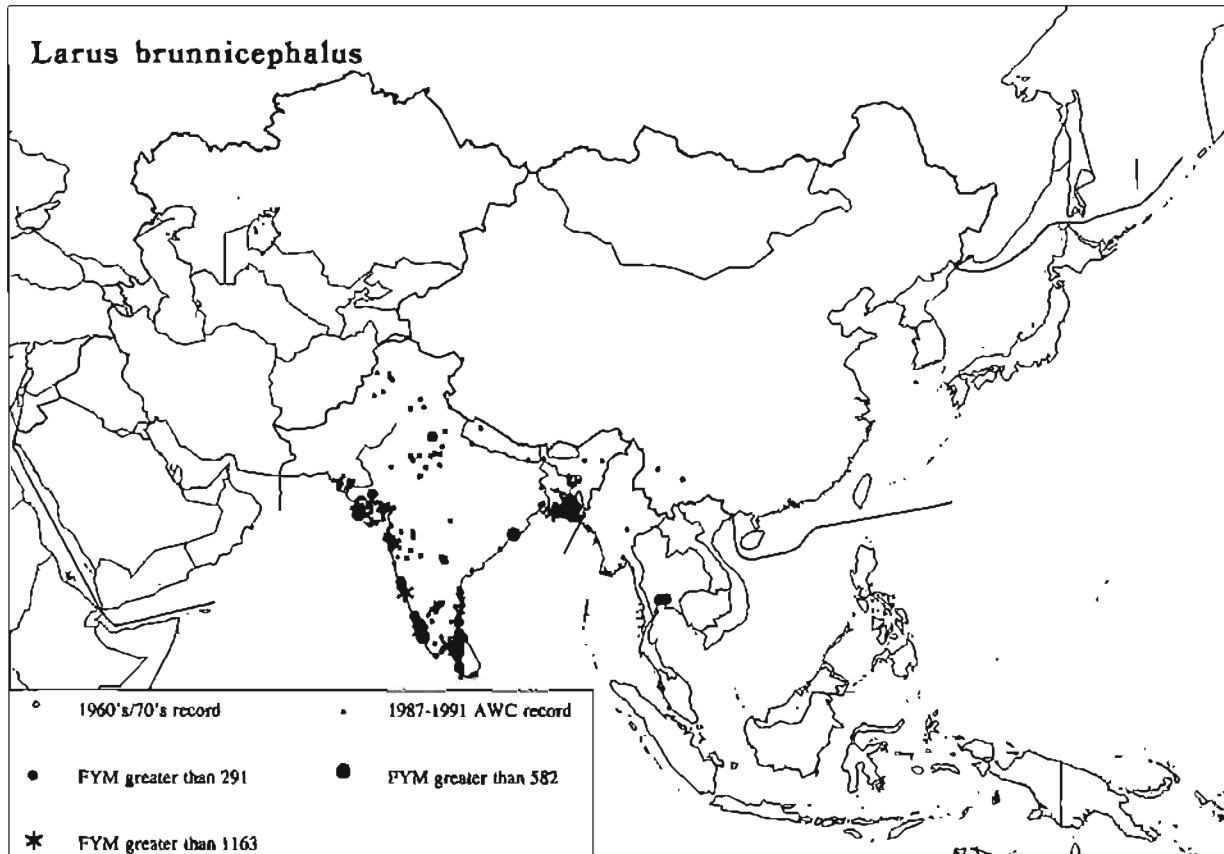 Larus brunnicephalus
1960's/70's record
1987-1991 AWC record
FYM greater than 291
FYM greater than 582
FYM greater than 1163